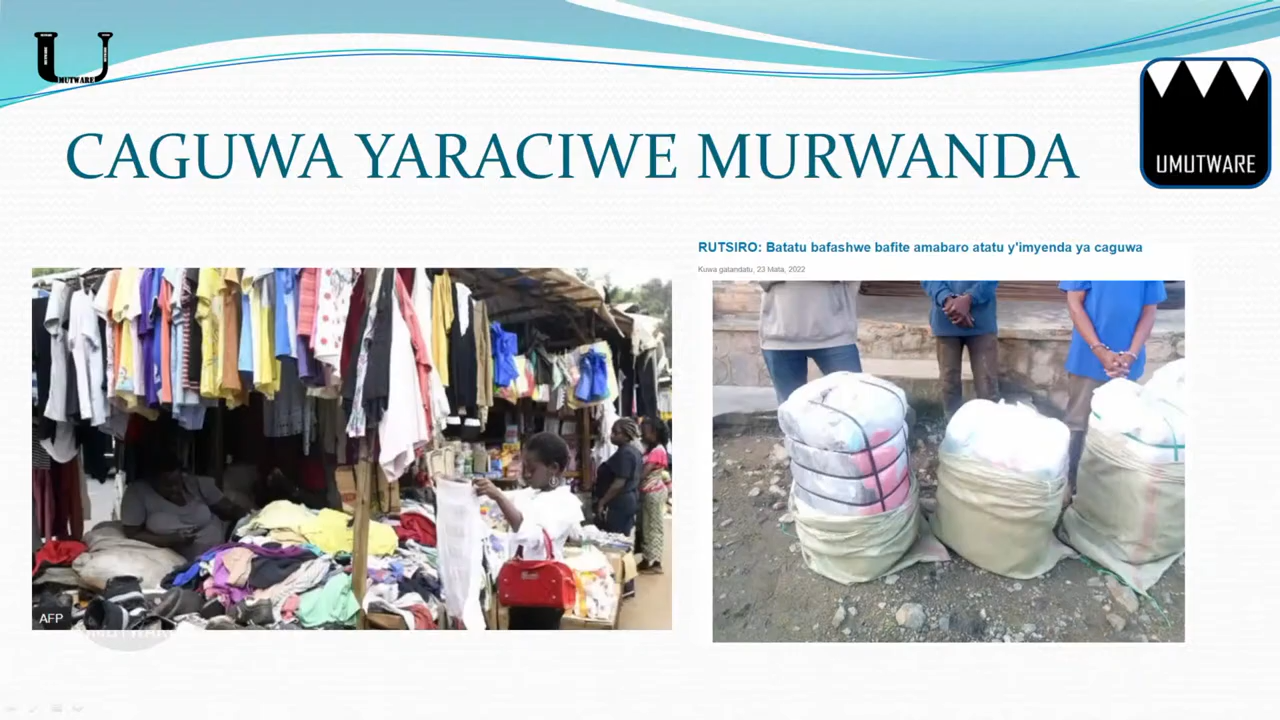 UMUTWARE
CAGUWA YARACIWE MURWANDA
UMUTWARE
RUTSIRO: Batatu bafashwe bafite amabaro atatu y'imyenda ya caguwa
Kuwa gatandatu, 23 Mata, 2022
AFP
UMUTWARE